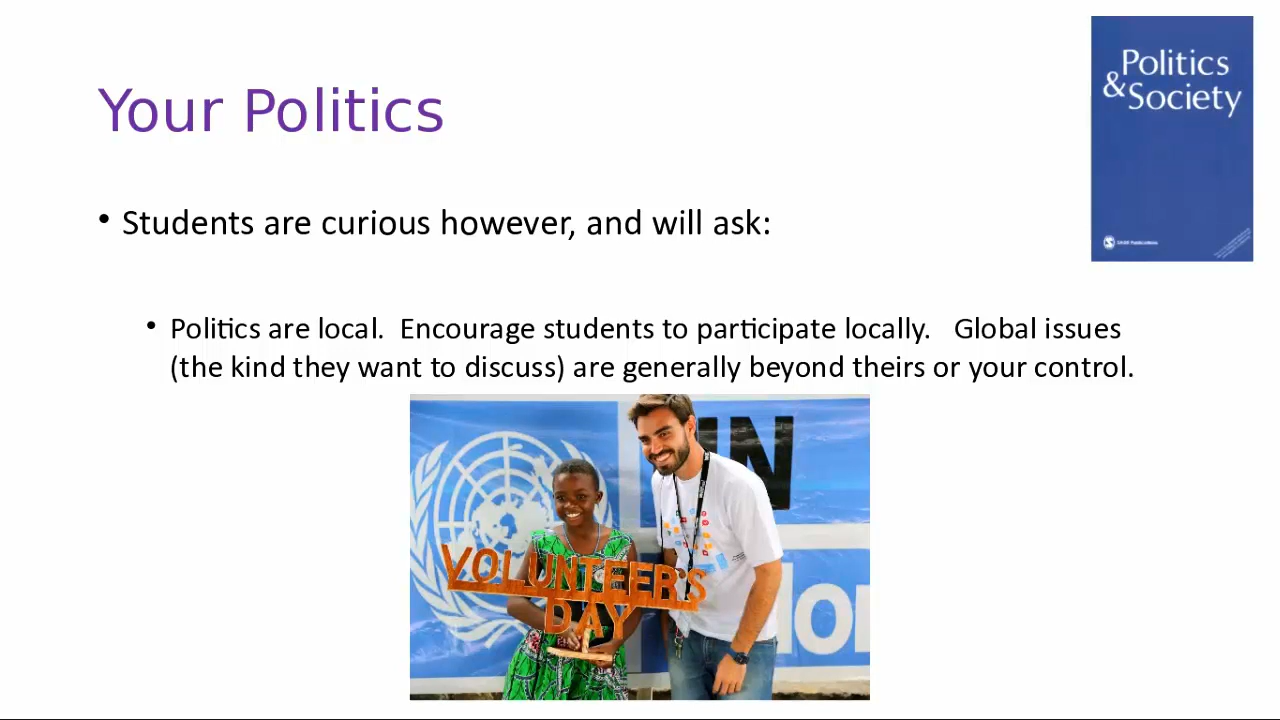 Your Politics
Politics
&Society
• Students are curious however, and will ask:
• Politics are local.  Encourage students to participate locally.   Global issues
(the kind they want to discuss) are generally beyond theirs or your control.
UN
VOLUNTEER'S
DAY